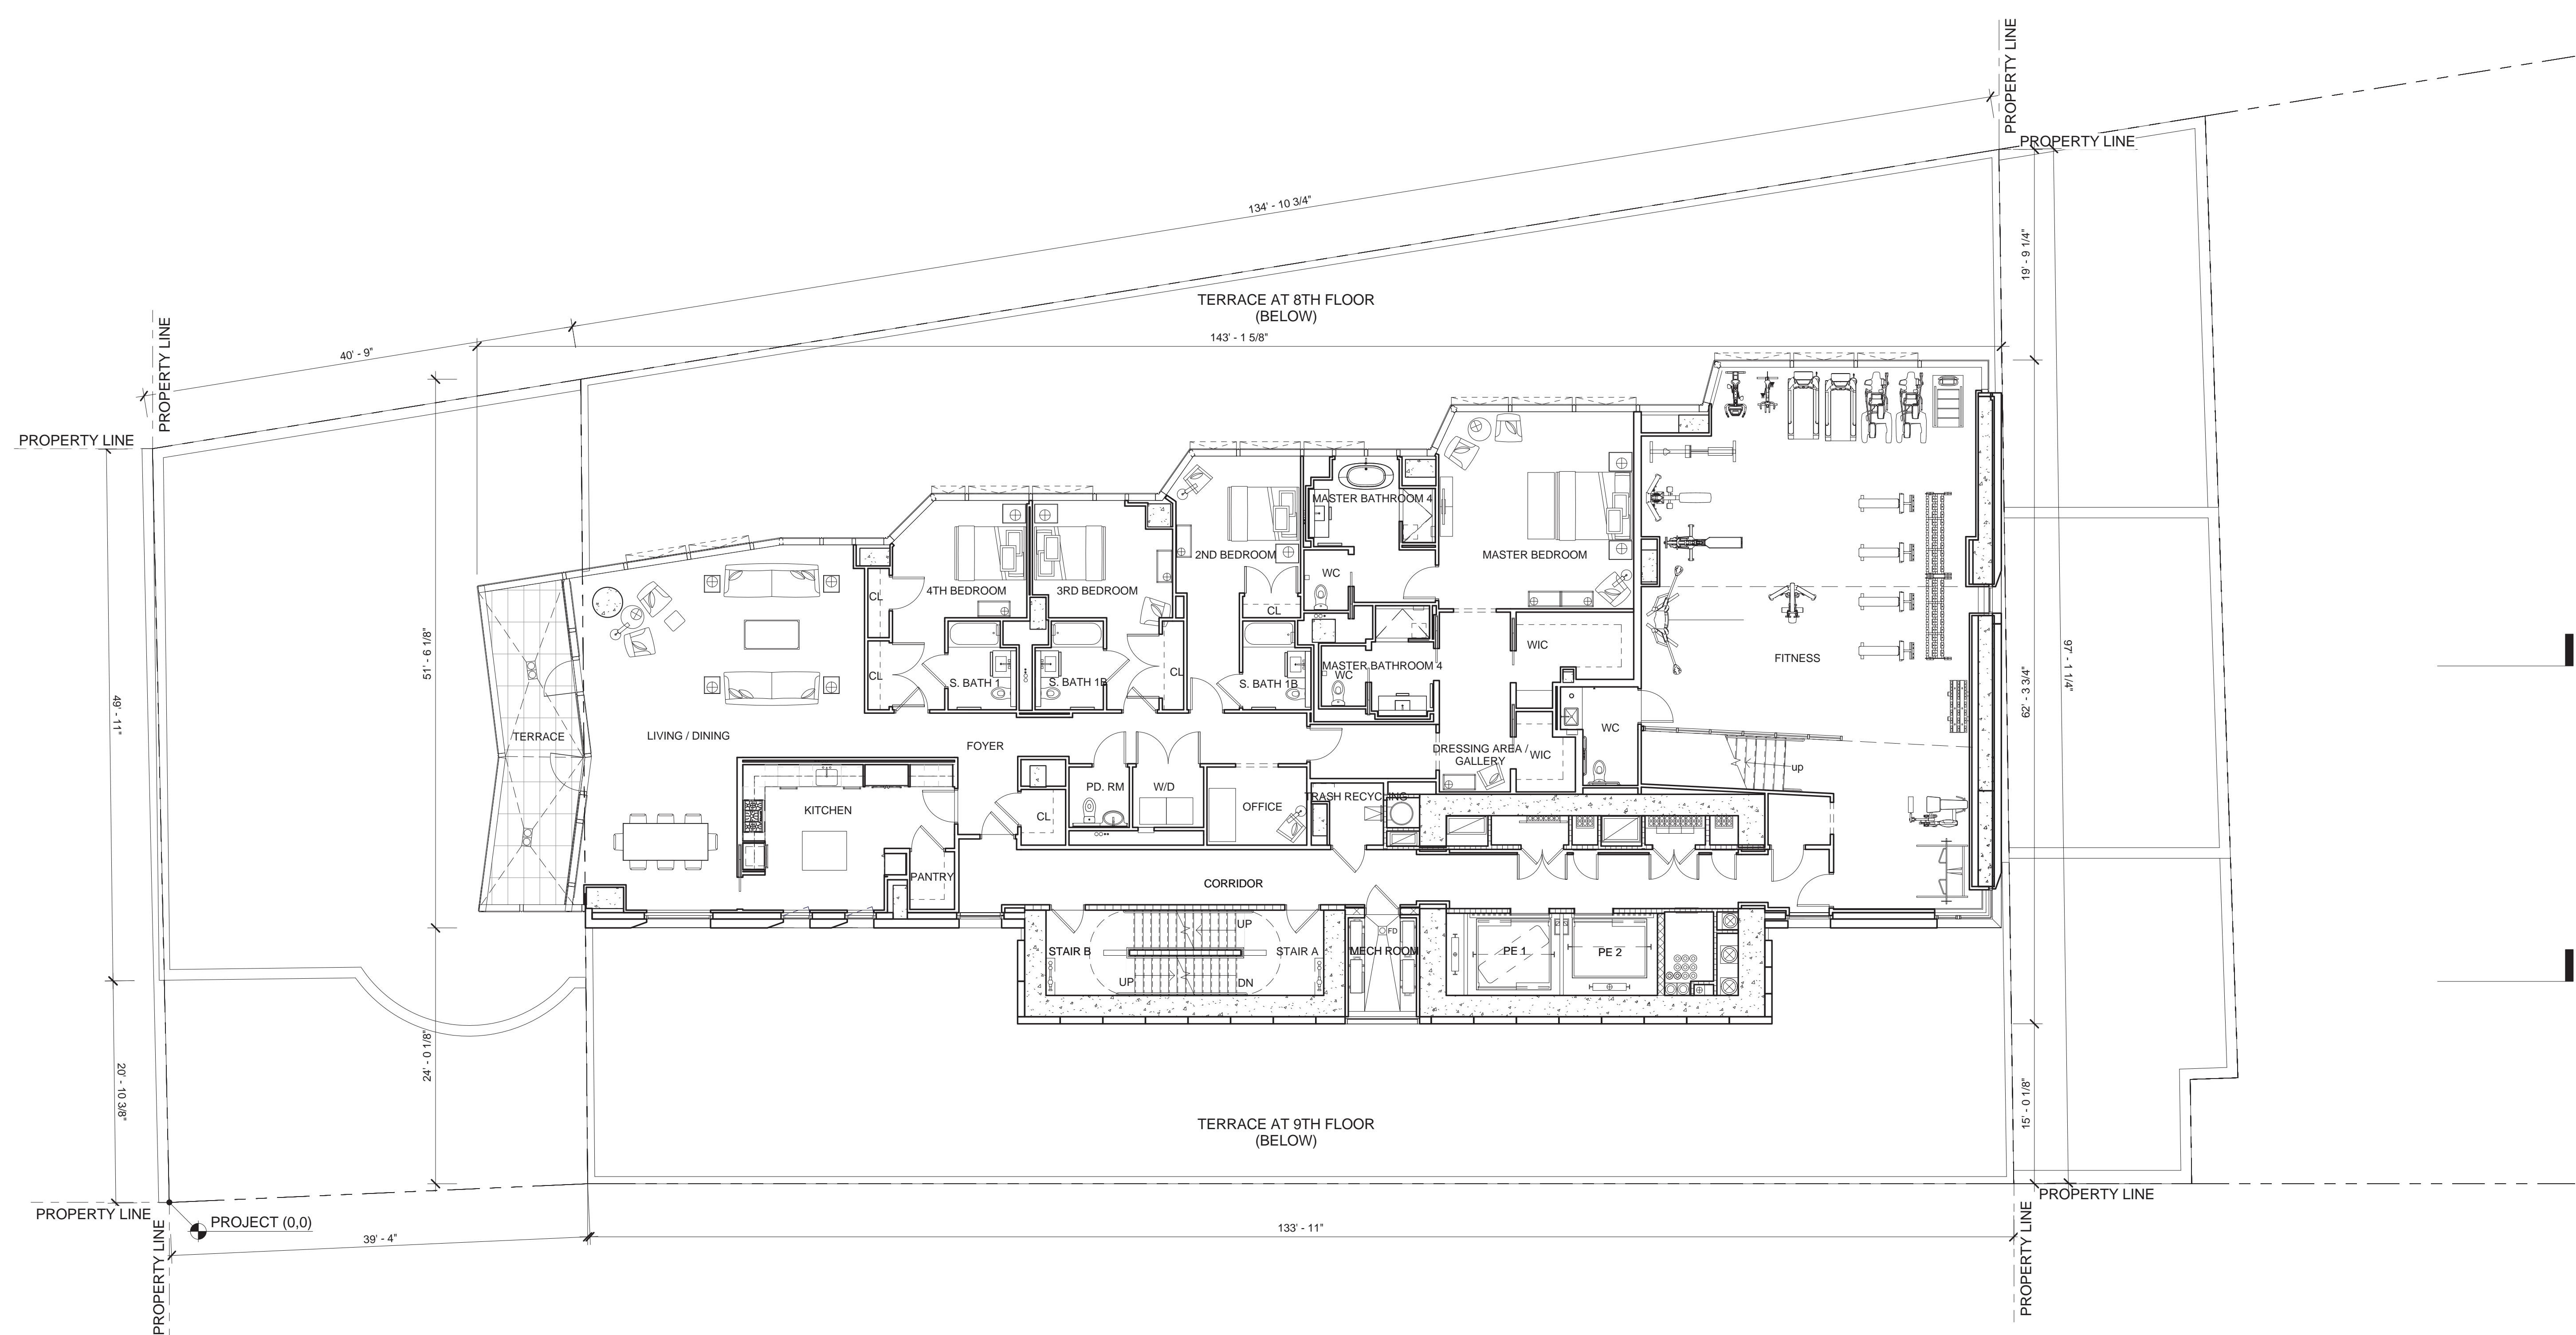 PROPERTY LINE
PROPERTY LINE
134' - 10 3/4"
19' - 9 1/4"
TERRACE AT 8TH FLOOR
(BELOW)
143' - 1 5/8"
PROPERTY LINE
40' - 9"
PROPERTY LINE
MASTER BATHROOM 4
2ND BEDROOM
MASTER BEDROOM
WC
4TH BEDROOM
3RD BEDROOM
CL
CL
51' - 6 1/8"
WIC
FITNESS
MASTER BATHROOM 4
WC
CL
CL
S. BATH 1
S. BATH 1B
S. BATH 1B
62' - 3 3/4"
97' - 1 1/4"
49' - 11"
TERRACE
LIVING / DINING
FOYER
WC
DRESSING AREA /
GALLERY
WIC
up
PD. RM
W/D
OFFICE
TRASH RECYCLING
KITCHEN
CL
PANTRY
CORRIDOR
UP
FD
STAIR B
STAIR A
MECH ROOM
PE 1
PE 2
UP
DN
24' - 0 1/8"
20' - 10 3/8"
15' - 0 1/8"
TERRACE AT 9TH FLOOR
(BELOW)
PROPERTY LINE
PROPERTY LINE
PROJECT (0,0)
39' - 4"
133' - 11"
PROPERTY LINE
PROPERTY LINE